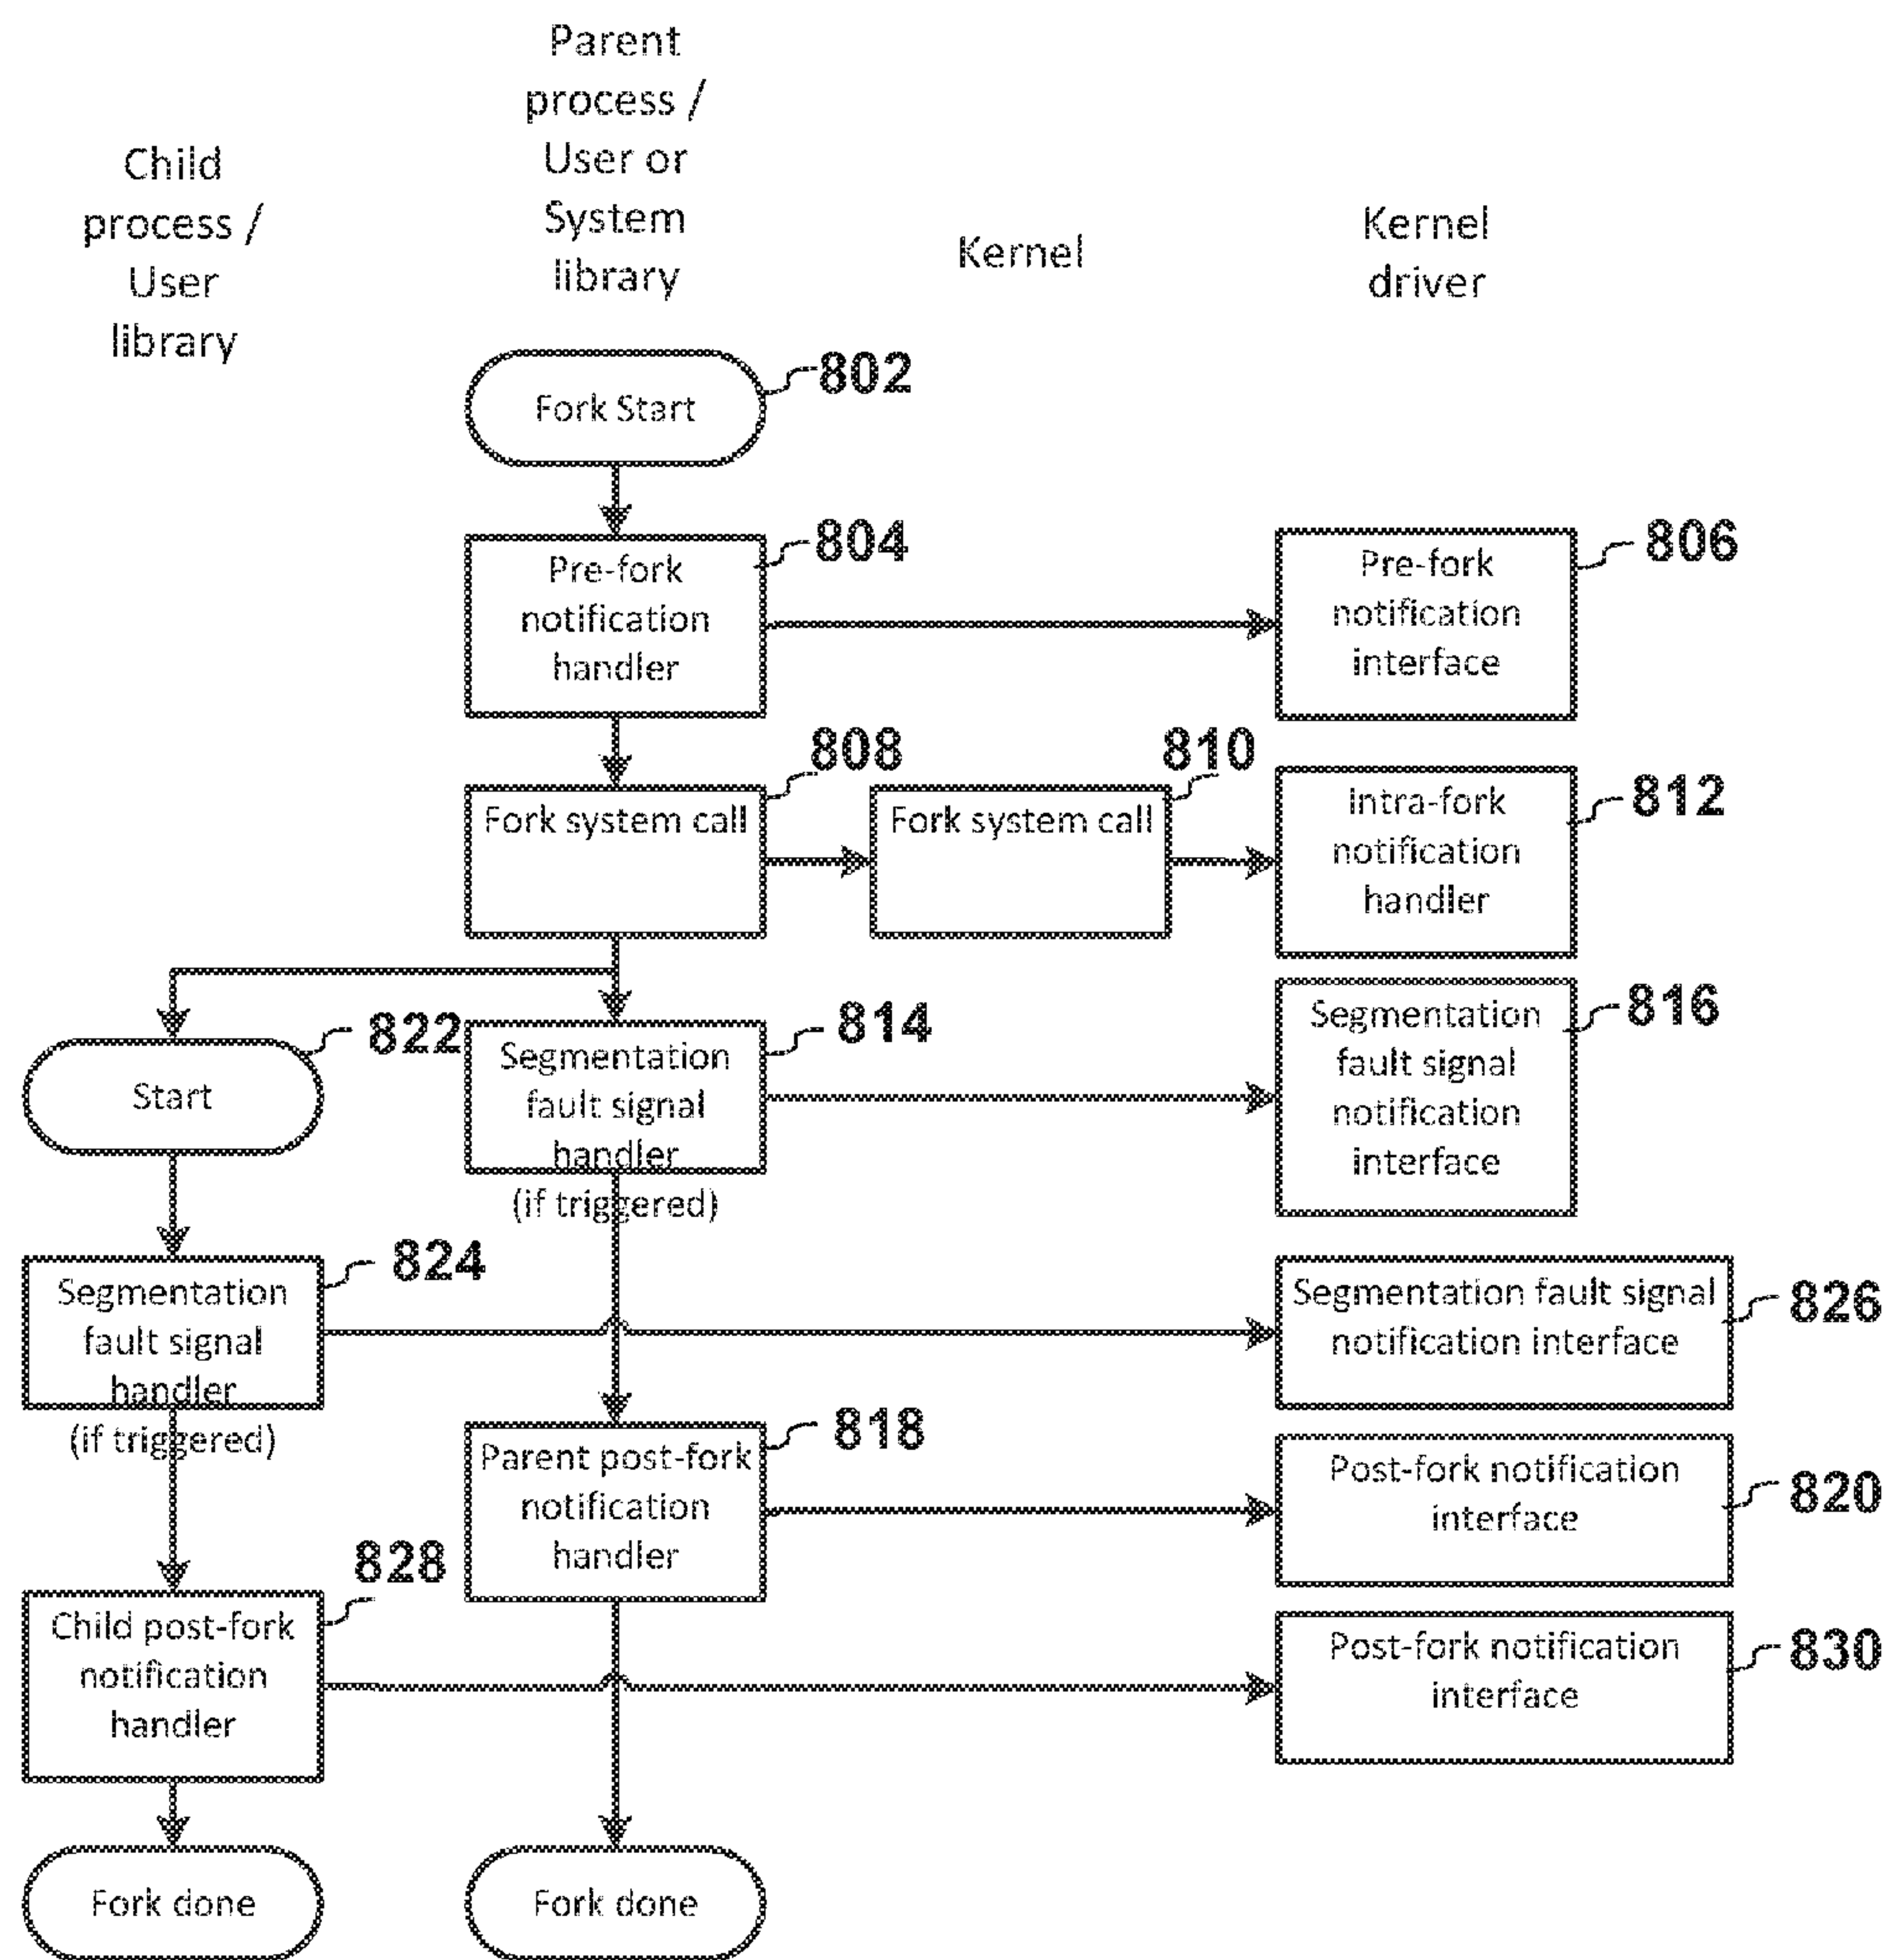 Child
process /
User
library
Parent
process /
User or
System
library
Kernel
Kernel
driver
Fork Start
802
Pre-fork
notification
handler
804
Pre-fork
notification
interface
806
Fork system call
808
Fork system call
810
Intra-fork
notification
handler
812
Start
822
Segmentation
fault signal
handler
(if triggered)
814
Segmentation
fault signal
notification
interface
816
Segmentation
fault signal
handler
(if triggered)
824
Segmentation fault signal
notification interface
826
Parent post-fork
notification
handler
818
Post-fork notification
interface
820
Child post-fork
notification
handler
828
Post-fork notification
interface
830
Fork done
Fork done